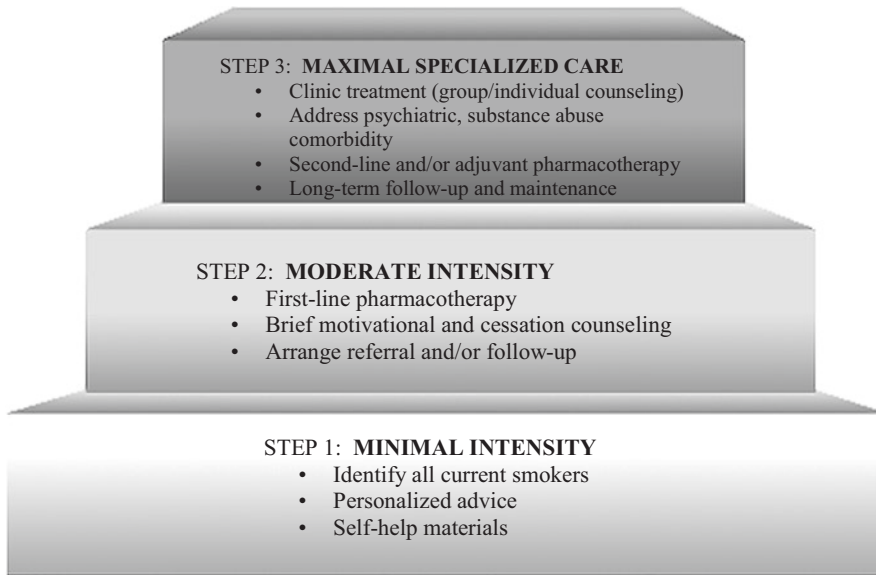 STEP 3: MAXIMAL SPECIALIZED CARE
• Clinic treatment (group/individual counseling)
• Address psychiatric, substance abuse
comorbidity
• Second-line and/or adjuvant pharmacotherapy
• Long-term follow-up and maintenance
STEP 2: MODERATE INTENSITY
• First-line pharmacotherapy
• Brief motivational and cessation counseling
• Arrange referral and/or follow-up
STEP 1: MINIMAL INTENSITY
• Identify all current smokers
• Personalized advice
• Self-help materials